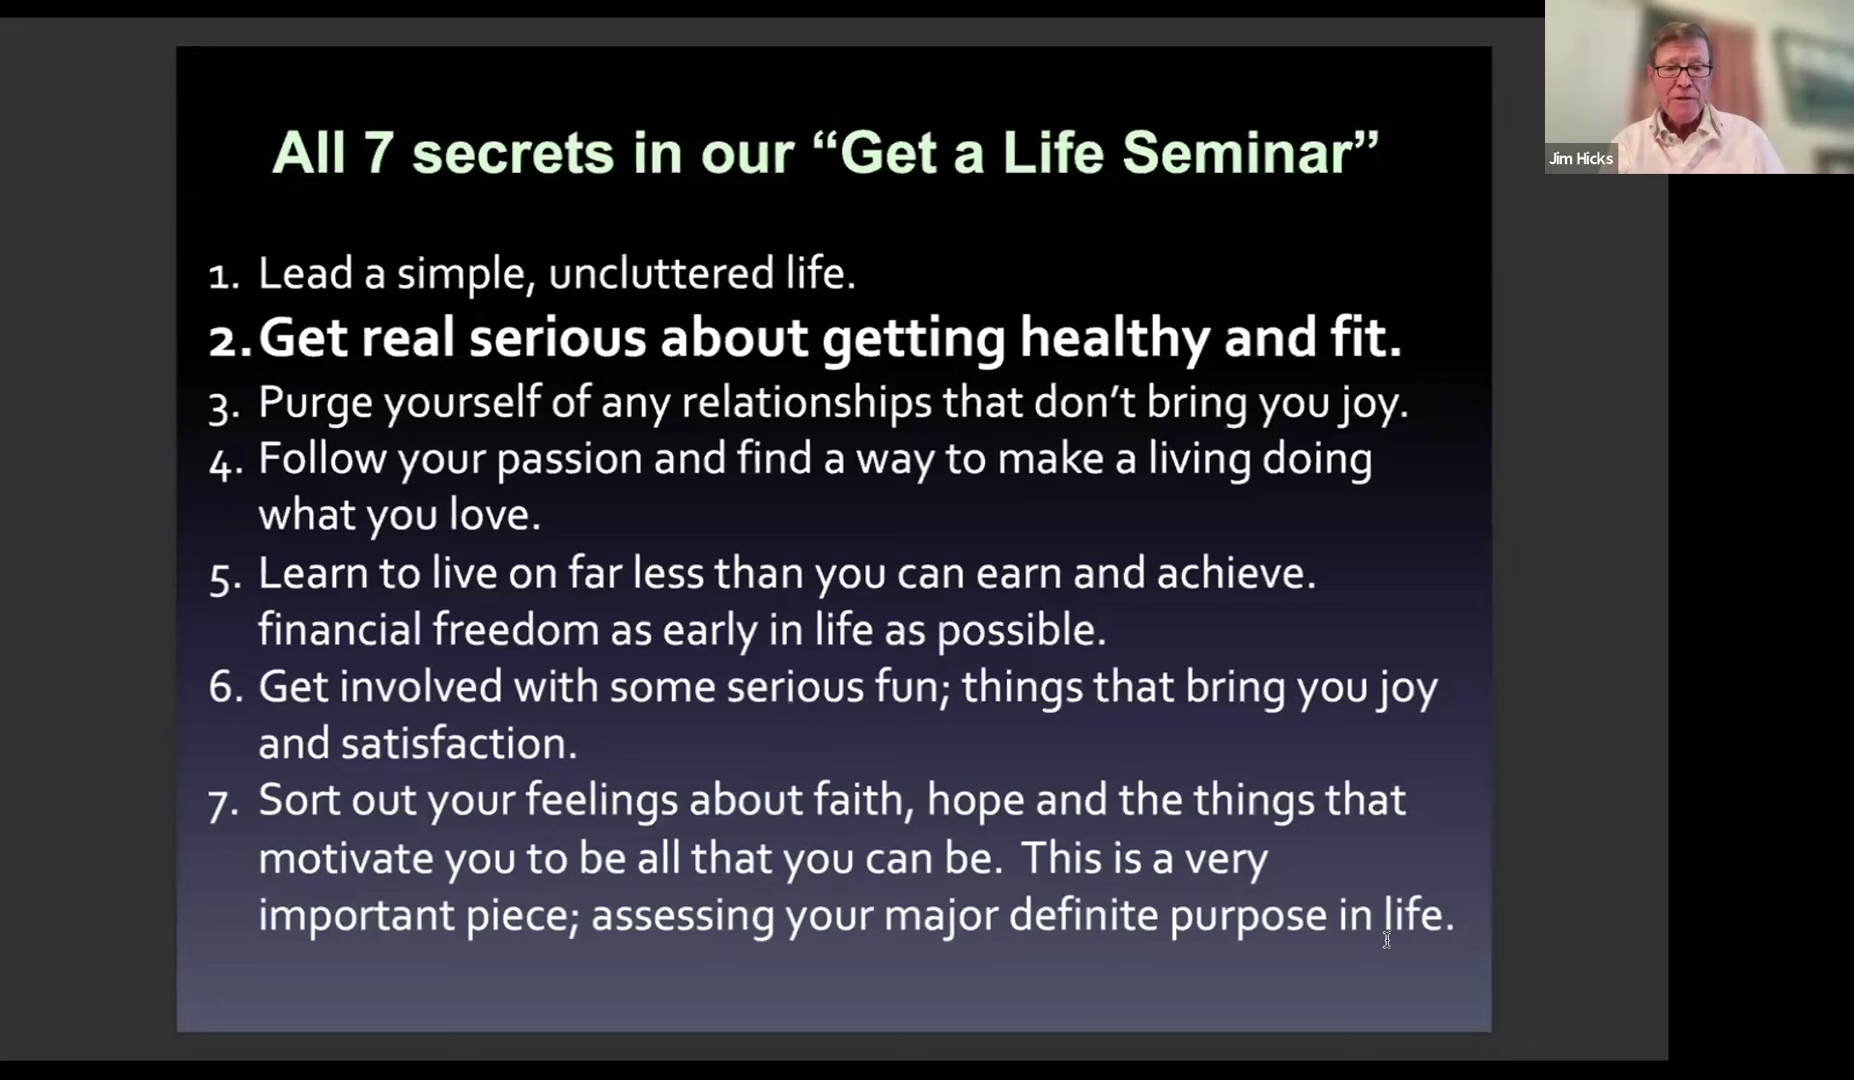 All 7 secrets in our “Get a Life Seminar”
1. Lead a simple, uncluttered life.
2. Get real serious about getting healthy and fit.
3. Purge yourself of any relationships that don’t bring you joy.
4. Follow your passion and find a way to make a living doing
what you love.
5. Learn to live on far less than you can earn and achieve.
financial freedom as early in life as possible.
6. Get involved with some serious fun; things that bring you joy
and satisfaction.
7. Sort out your feelings about faith, hope and the things that
motivate you to be all that you can be.  This is a very
important piece; assessing your major definite purpose in life.
Jim Hicks